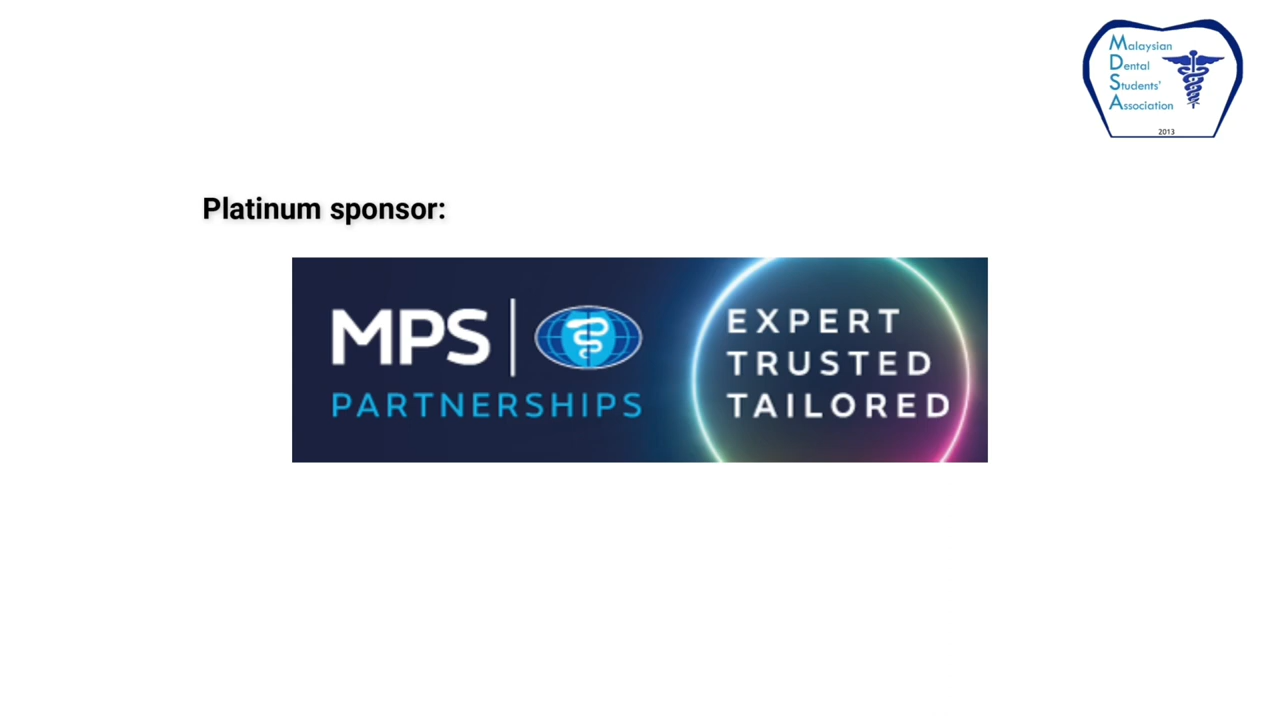 Malaysian
Dental
Students'
Association
2013
Platinum sponsor:
MPS
PARTNERSHIPS
EXPERT
TRUSTED
TAILORED